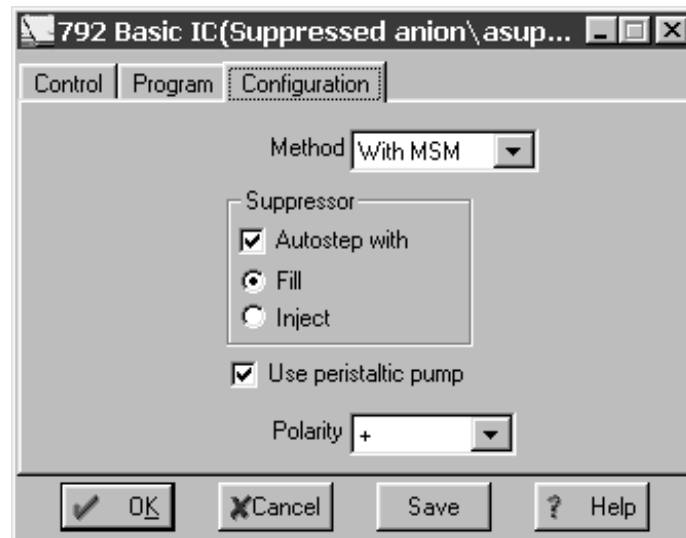 792 Basic IC(Suppressed anion\asup...
Control Program Configuration
Method With MSM
Suppressor
Autostep with
Fill
Inject
Use peristaltic pump
Polarity +
OK Cancel Save ? Help